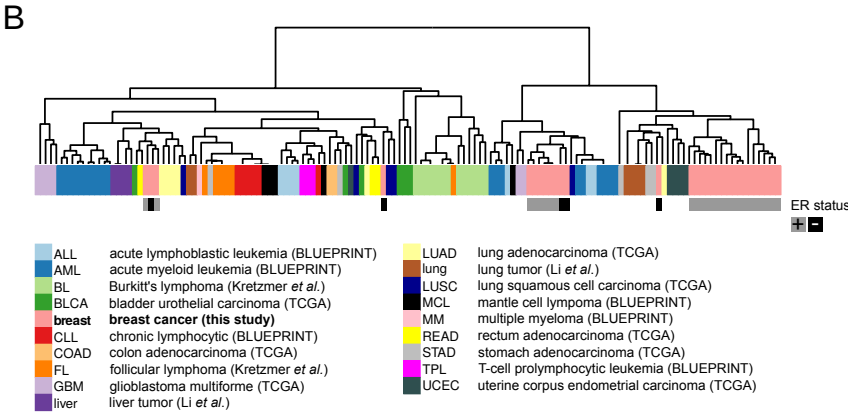 B
ER status
+ -
ALL acute lymphoblastic leukemia (BLUEPRINT)
AML acute myeloid leukemia (BLUEPRINT)
BL Burkitt's lymphoma (Kretzmer et al.)
BLCA bladder urothelial carcinoma (TCGA)
breast breast cancer (this study)
CLL chronic lymphocytic (BLUEPRINT)
COAD colon adenocarcinoma (TCGA)
FL follicular lymphoma (Kretzmer et al.)
GBM glioblastoma multiforme (TCGA)
liver liver tumor (Li et al.)
LUAD lung adenocarcinoma (TCGA)
lung lung tumor (Li et al.)
LUSC lung squamous cell carcinoma (TCGA)
MCL mantle cell lympoma (BLUEPRINT)
MM multiple myeloma (BLUEPRINT)
READ rectum adenocarcinoma (TCGA)
STAD stomach adenocarcinoma (TCGA)
TPL T-cell prolymphocytic leukemia (BLUEPRINT)
UCEC uterine corpus endometrial carcinoma (TCGA)